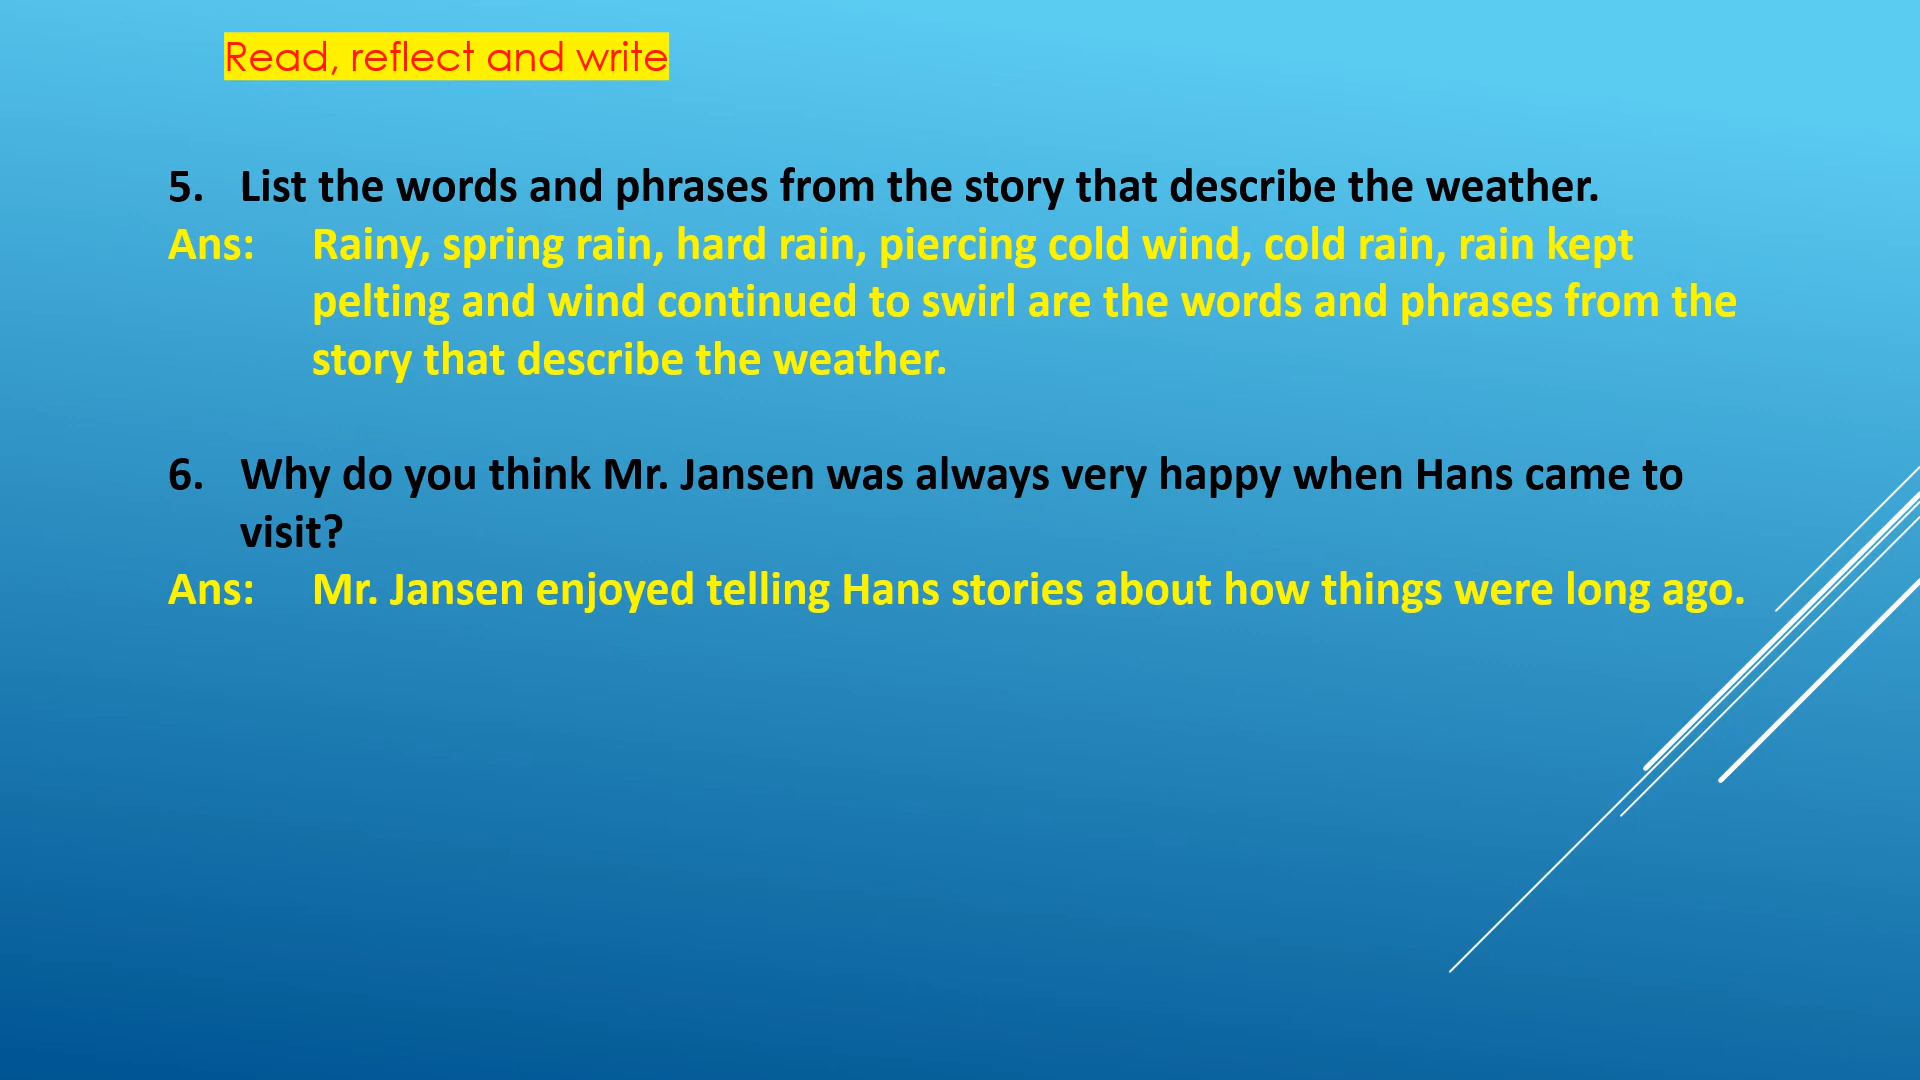 Read, reflect and write
5. List the words and phrases from the story that describe the weather.
Ans: Rainy, spring rain, hard rain, piercing cold wind, cold rain, rain kept
pelting and wind continued to swirl are the words and phrases from the
story that describe the weather.
6. Why do you think Mr. Jansen was always very happy when Hans came to
visit?
Ans: Mr. Jansen enjoyed telling Hans stories about how things were long ago.